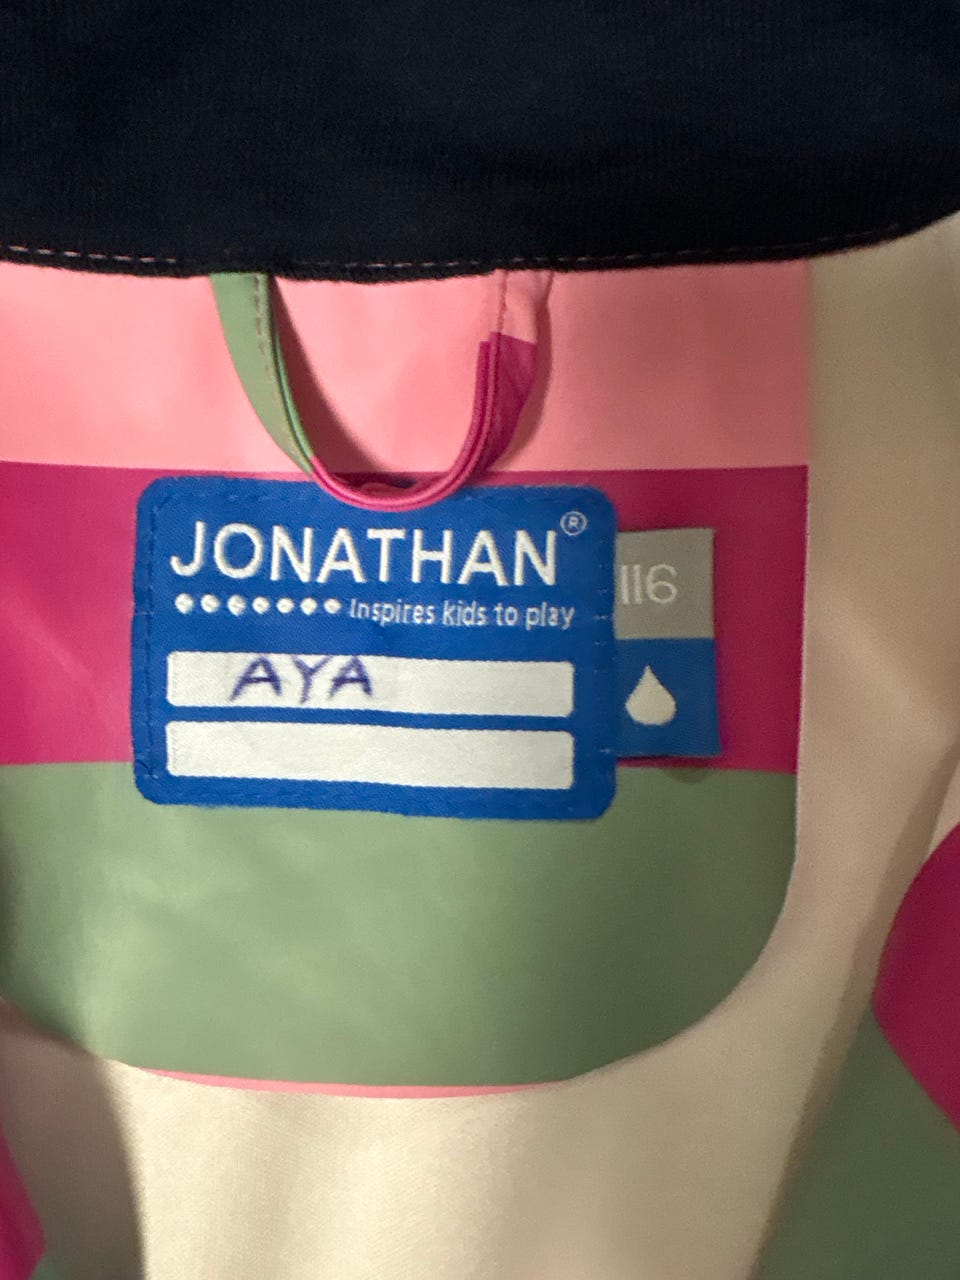 JONATHAN®
Inspires kids to play
116
AYA